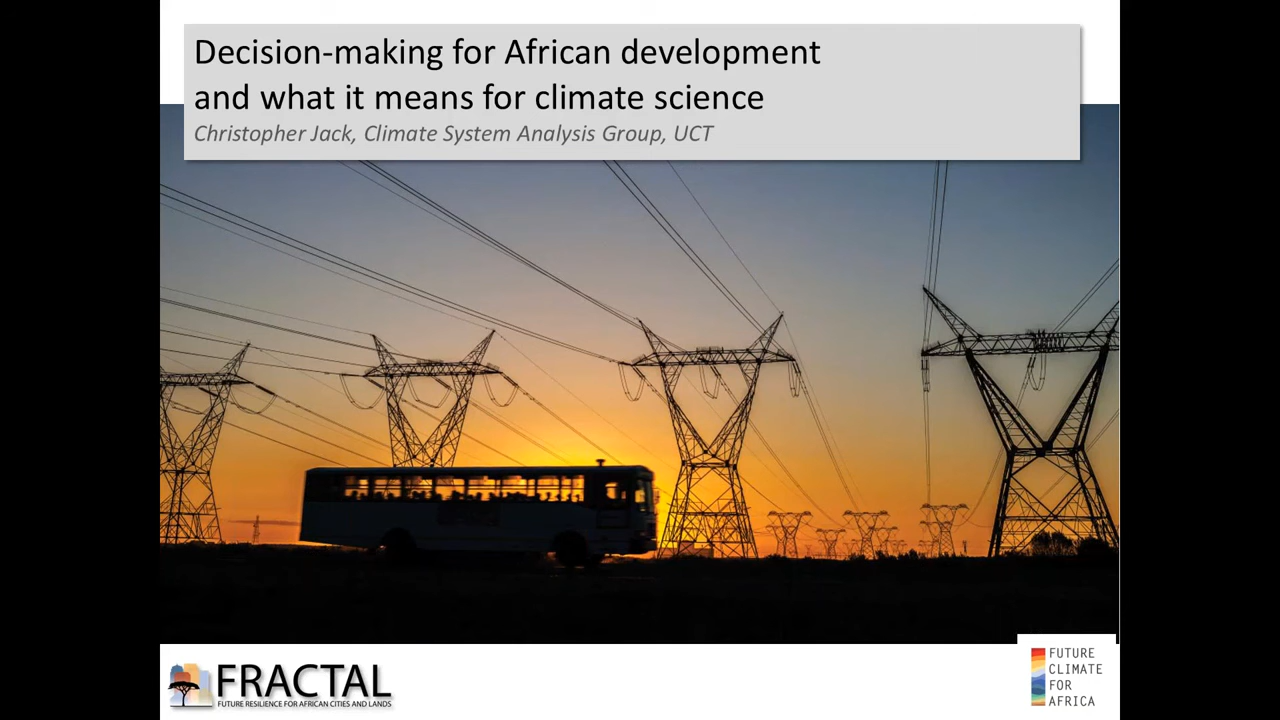 Decision-making for African development
and what it means for climate science
Christopher Jack, Climate System Analysis Group, UCT
FRACTAL
FUTURE RESILIENCE FOR AFRICAN CITIES AND LANDS
FUTURE
CLIMATE
FOR
AFRICA